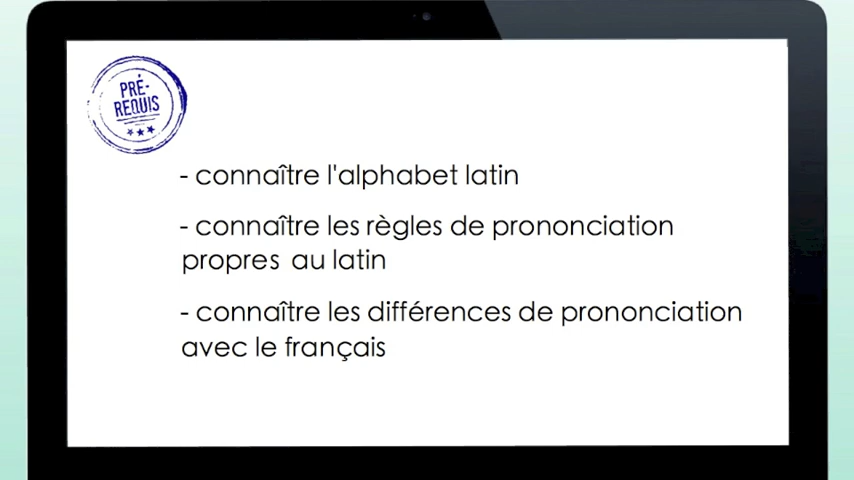 PRÉ-
REQUIS
- connaître l'alphabet latin
- connaître les règles de prononciation
propres au latin
- connaître les différences de prononciation
avec le français